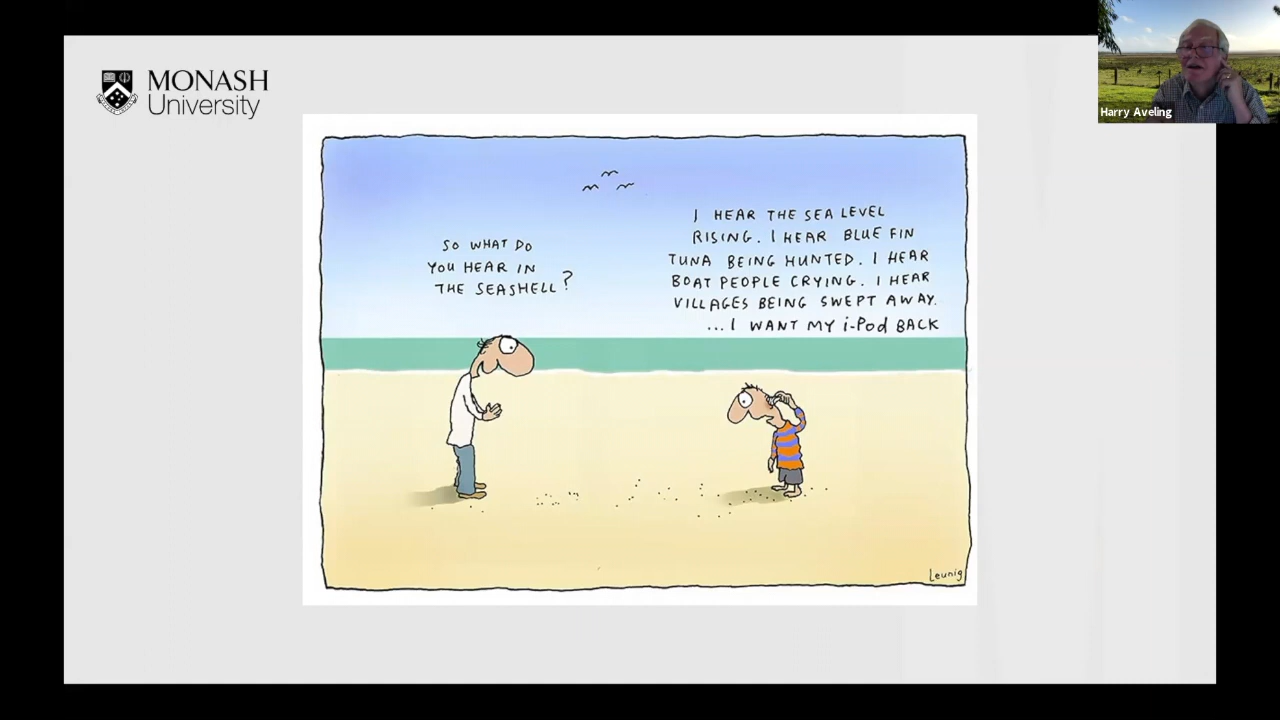 MONASH
University
Harry Aveling
SO WHAT DO
YOU HEAR IN
THE SEASHELL?
I HEAR THE SEA LEVEL
RISING. I HEAR BLUE FIN
TUNA BEING HUNTED. I HEAR
BOAT PEOPLE CRYING. I HEAR
VILLAGES BEING SWEPT AWAY.
...I WANT MY i-Pod BACK
Leunig